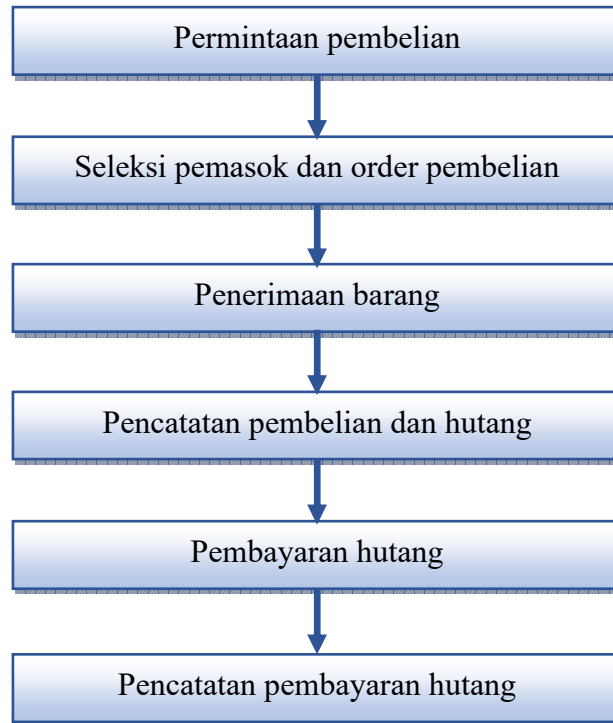 Permintaan pembelian
Seleksi pemasok dan order pembelian
Penerimaan barang
Pencatatan pembelian dan hutang
Pembayaran hutang
Pencatatan pembayaran hutang